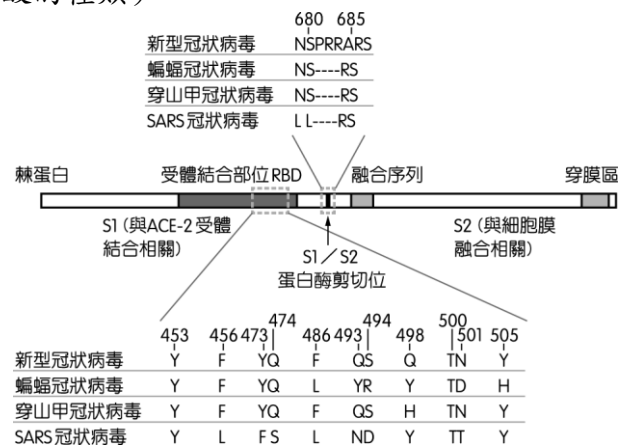 680 685
新型冠狀病毒 NSPRRARS
蝙蝠冠狀病毒 NS----RS
穿山甲冠狀病毒 NS----RS
SARS冠狀病毒 LL----RS
棘蛋白 受體結合部位RBD 融合序列 穿膜區
S1(與ACE-2受體
結合相關)
S1/S2
蛋白酶剪切位
S2(與細胞膜
融合相關)
453 456 473 474 486 493 494 498 500 501 505
新型冠狀病毒 Y F YQ F QS Q TN Y
蝙蝠冠狀病毒 Y F YQ L YR Y TD H
穿山甲冠狀病毒 Y F YQ F QS H TN Y
SARS冠狀病毒 Y L FS L ND Y TT Y